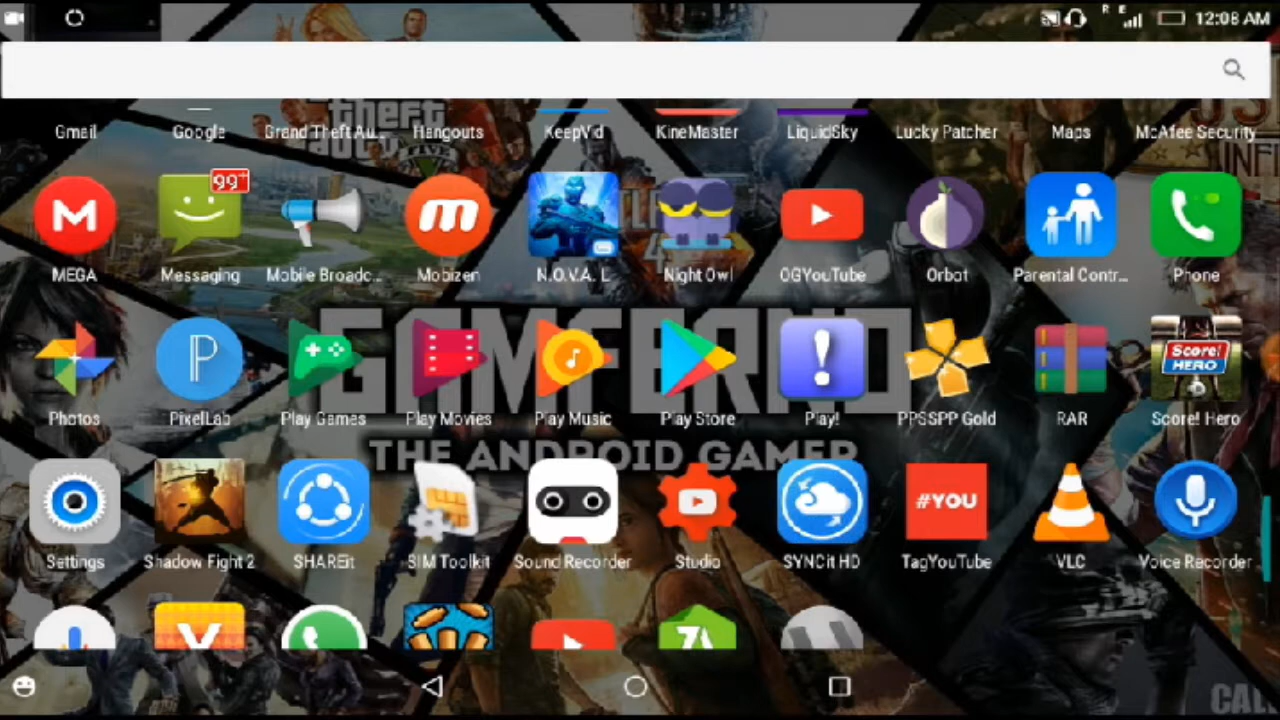 R E 12:08 AM
theft
auto V
Gmail Google Grand Theft Au... Hangouts KeepVid KineMaster LiquidSky Lucky Patcher Maps McAfee Security
99+
MEGA Messaging Mobile Broadc... Mobizen N.O.V.A. L Night Owl OGYouTube Orbot Parental Contr... Phone
GAMFERNO
P
Score!
HERO
Photos PixelLab Play Games Play Movies Play Music Play Store Play! PPSSPP Gold RAR Score! Hero
THE ANDROID GAMER
#YOU
Settings Shadow Fight 2 SHAREit SIM Toolkit Sound Recorder Studio SYNCit HD TagYouTube VLC Voice Recorder
CALL